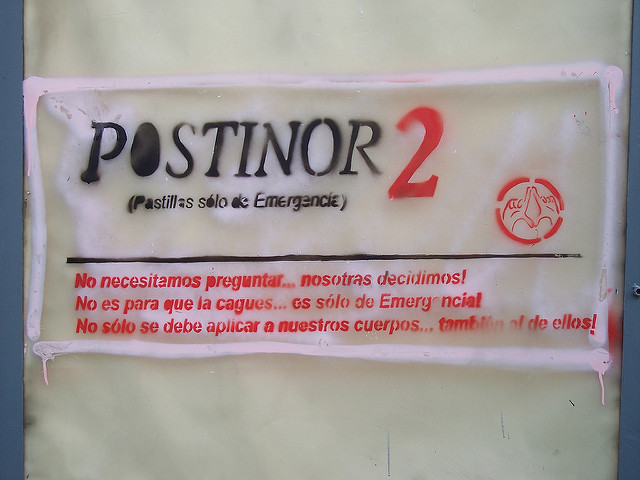 POSTINOR 2
(Pastillas sólo de Emergencia)
No necesitamos preguntar... nosotras decidimos!
No es para que la cagues... es sólo de Emergencia!
No sólo se debe aplicar a nuestros cuerpos... también al de ellos!